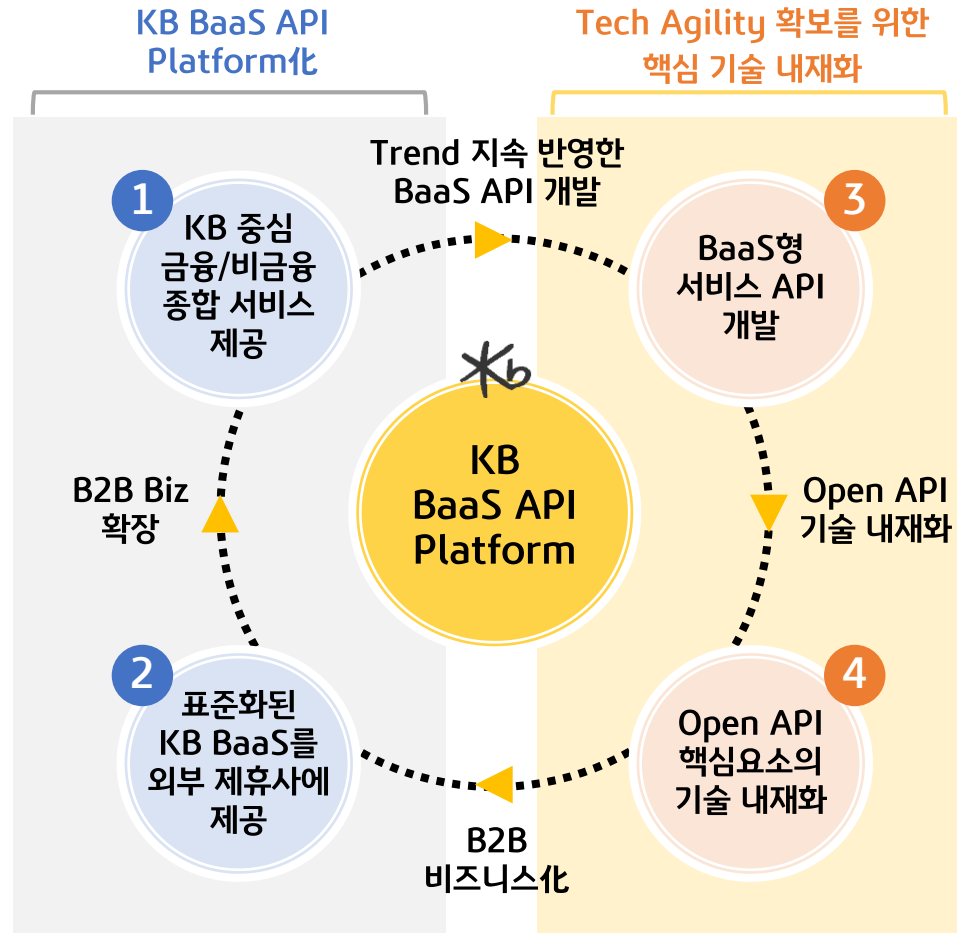 KB BaaS API
Platform化
Tech Agility 확보를 위한
핵심 기술 내재화
Trend 지속 반영한
BaaS API 개발
1
KB 중심
금융/비금융
종합 서비스
제공
3
BaaS형
서비스 API
개발
Kb
KB
BaaS API
Platform
B2B Biz
확장
Open API
기술 내재화
2
표준화된
KB BaaS를
외부 제휴사에
제공
4
Open API
핵심요소의
기술 내재화
B2B
비즈니스化